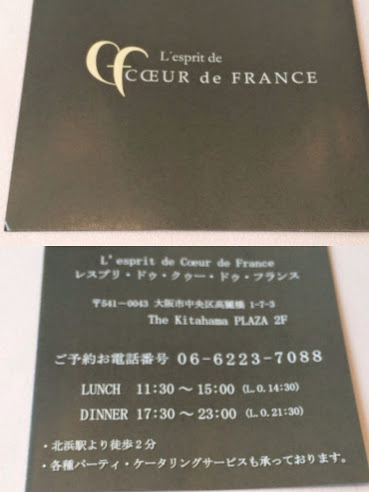 L'esprit de
CŒUR de FRANCE
L'esprit de Cœur de France
レスプリ・ドゥ・クゥー・ドゥ・フランス
〒541-0043 大阪市中央区高麗橋 1-7-3
The Kitahama PLAZA 2F
ご予約お電話番号 06-6223-7088
LUNCH 11:30 ～ 15:00 (L.O.14:30)
DINNER 17:30 ～ 23:00 (L.O.21:30)
・北浜駅より徒歩2分
・各種パーティ・ケータリングサービスも承っております。